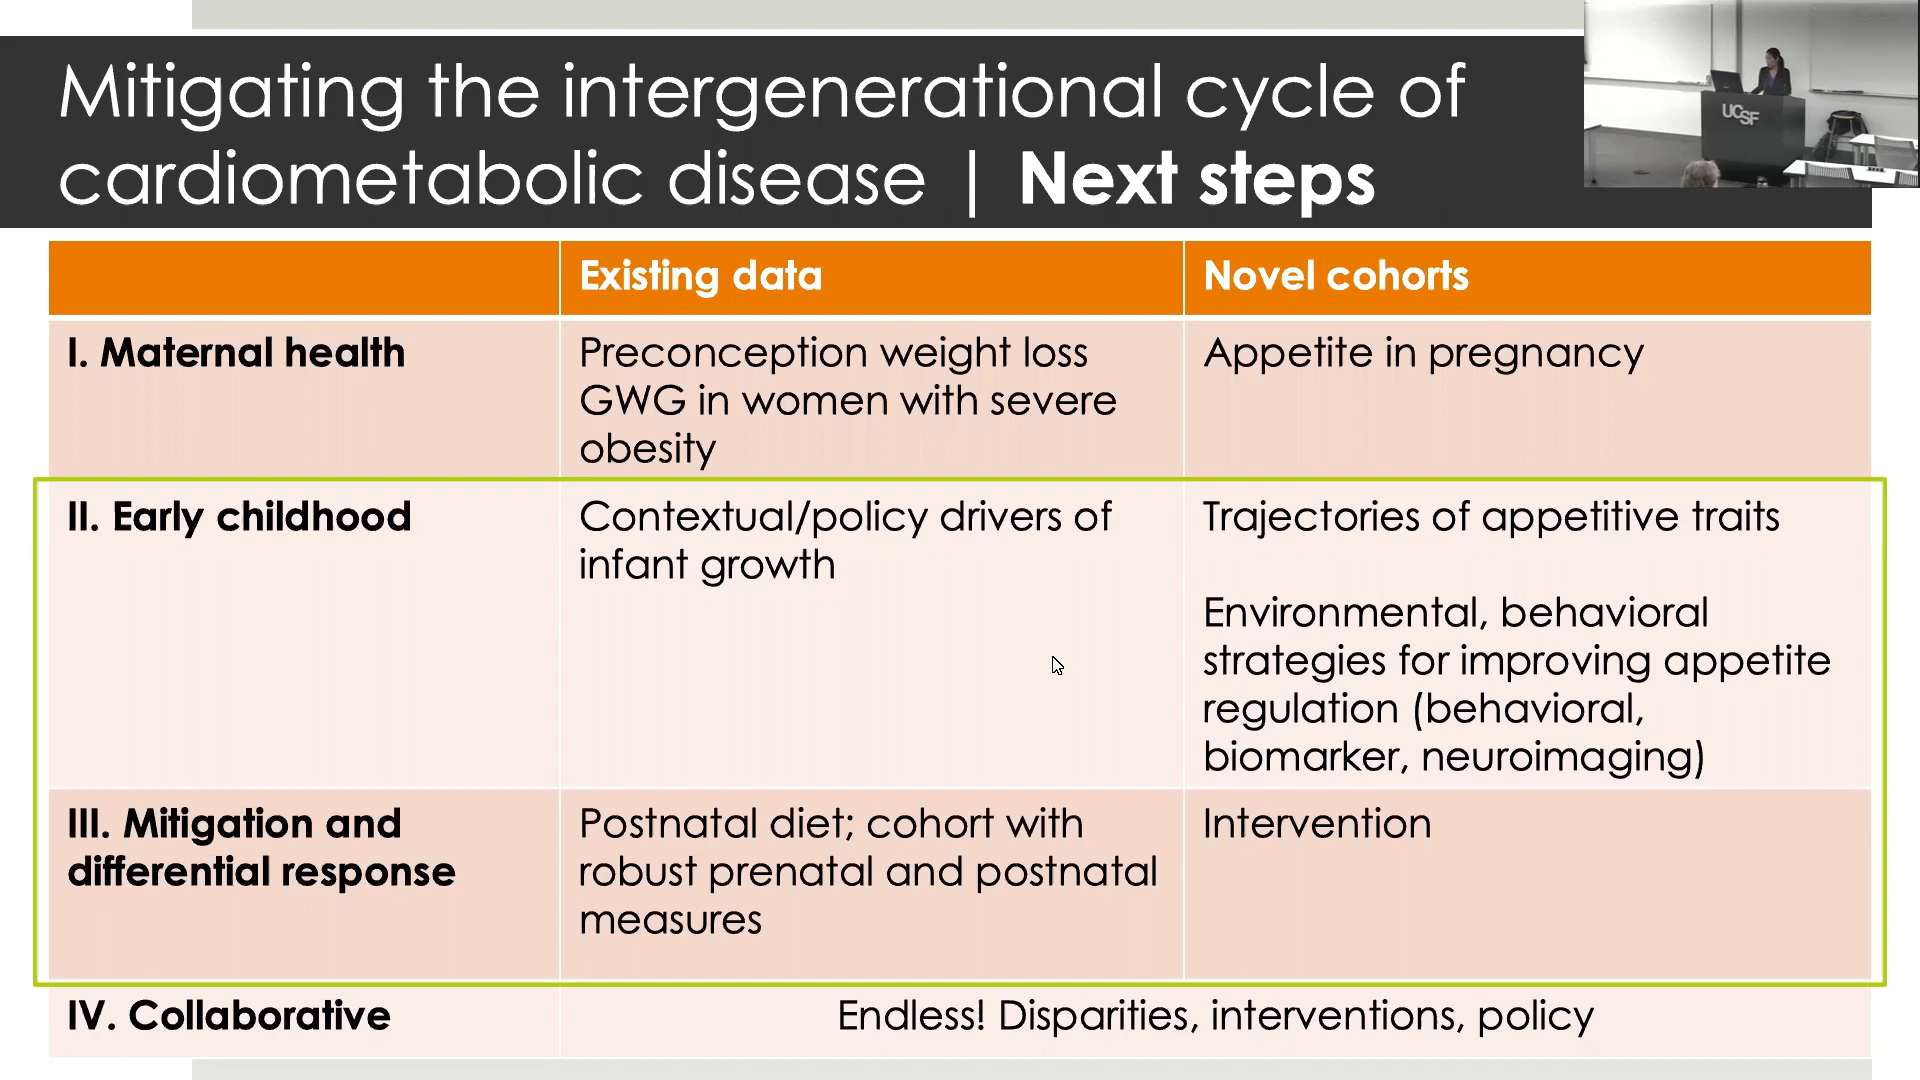 Mitigating the intergenerational cycle of
cardiometabolic disease | Next steps
UCSF
Existing data
Novel cohorts
I. Maternal health
Preconception weight loss
GWG in women with severe
obesity
Appetite in pregnancy
II. Early childhood
Contextual/policy drivers of
infant growth
Trajectories of appetitive traits
Environmental, behavioral
strategies for improving appetite
regulation (behavioral,
biomarker, neuroimaging)
III. Mitigation and
differential response
Postnatal diet; cohort with
robust prenatal and postnatal
measures
Intervention
IV. Collaborative
Endless! Disparities, interventions, policy